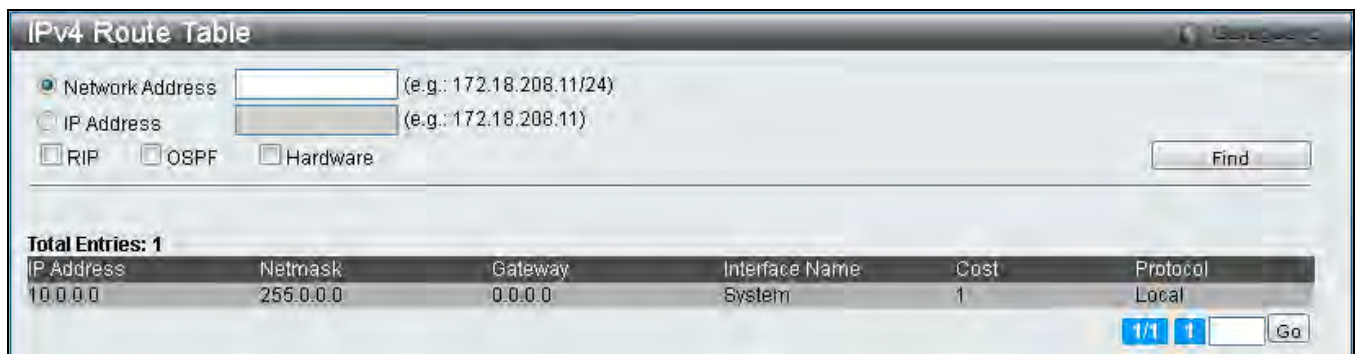 IPv4 Route Table
Network Address (e.g.: 172.18.208.11/24)
IP Address (e.g.: 172.18.208.11)
RIP OSPF Hardware Find
Total Entries: 1
IP Address Netmask Gateway Interface Name Cost Protocol
10.0.0.0 255.0.0.0 0.0.0.0 System 1 Local
1/1 1 Go